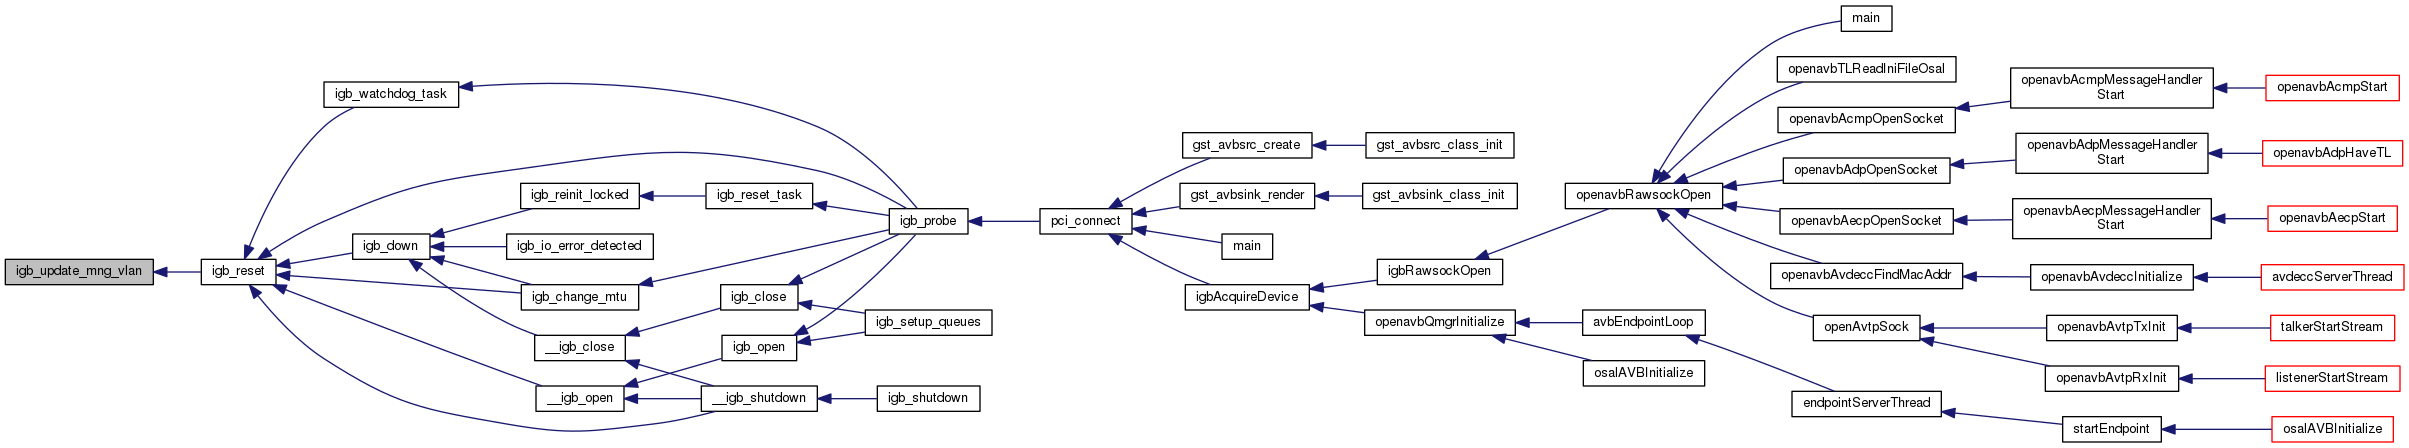 main
openavbTLReadIniFileOsal
openavbAcmpMessageHandler
Start
openavbAcmpStart
igb_watchdog_task
openavbAcmpOpenSocket
gst_avbsrc_create
gst_avbsrc_class_init
openavbAdpMessageHandler
Start
openavbAdpHaveTL
openavbAdpOpenSocket
igb_reinit_locked
igb_reset_task
gst_avbsink_render
gst_avbsink_class_init
openavbRawsockOpen
igb_probe
pci_connect
openavbAecpOpenSocket
openavbAecpMessageHandler
Start
openavbAecpStart
igb_down
igb_io_error_detected
main
igb_update_mng_vlan
igb_reset
igbRawsockOpen
openavbAvdeccFindMacAddr
openavbAvdeccInitialize
avdeccServerThread
igb_change_mtu
igb_close
igbAcquireDevice
igb_setup_queues
openavbQmgrInitialize
avbEndpointLoop
openAvtpSock
openavbAvtpTxInit
talkerStartStream
__igb_close
igb_open
osalAVBInitialize
openavbAvtpRxInit
listenerStartStream
__igb_open
__igb_shutdown
igb_shutdown
endpointServerThread
startEndpoint
osalAVBInitialize